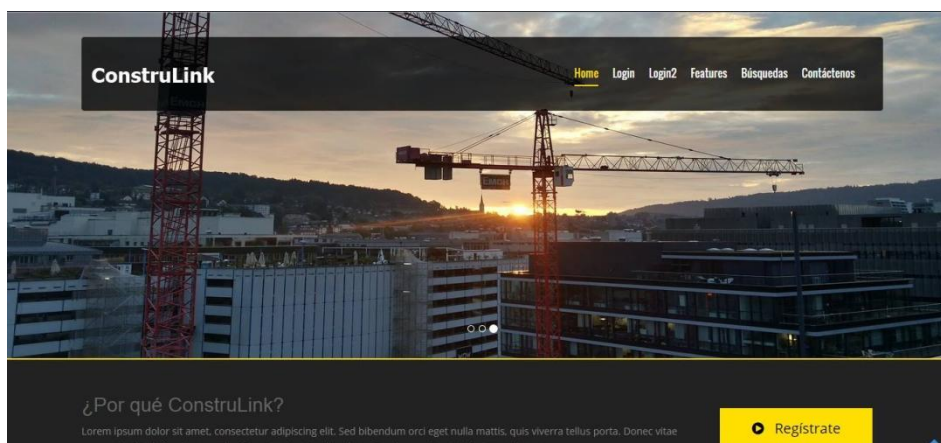 ConstruLink
Home Login Login2 Features Búsquedas Contáctenos
EMCH
¿Por qué ConstruLink?
Lorem ipsum dolor sit amet, consectetur adipiscing elit. Sed bibendum orci eget nulla mattis, quis viverra tellus porta. Donec vitae
Regístrate